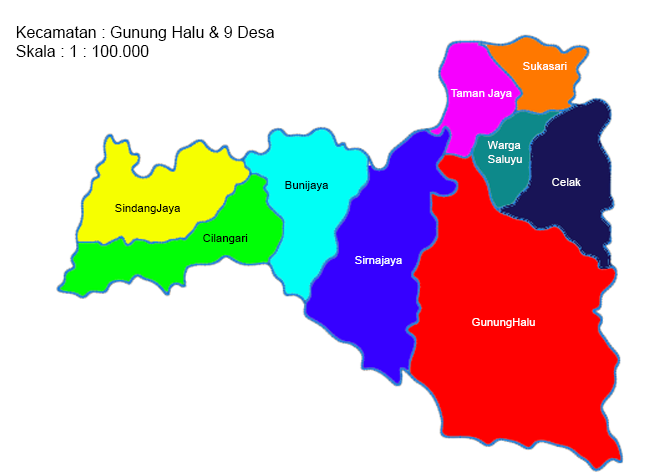 Kecamatan : Gunung Halu & 9 Desa
Skala : 1 : 100.000
Sukasari
Taman Jaya
Warga
Saluyu
Celak
Bunijaya
SindangJaya
Cilangari
Sirnajaya
GunungHalu